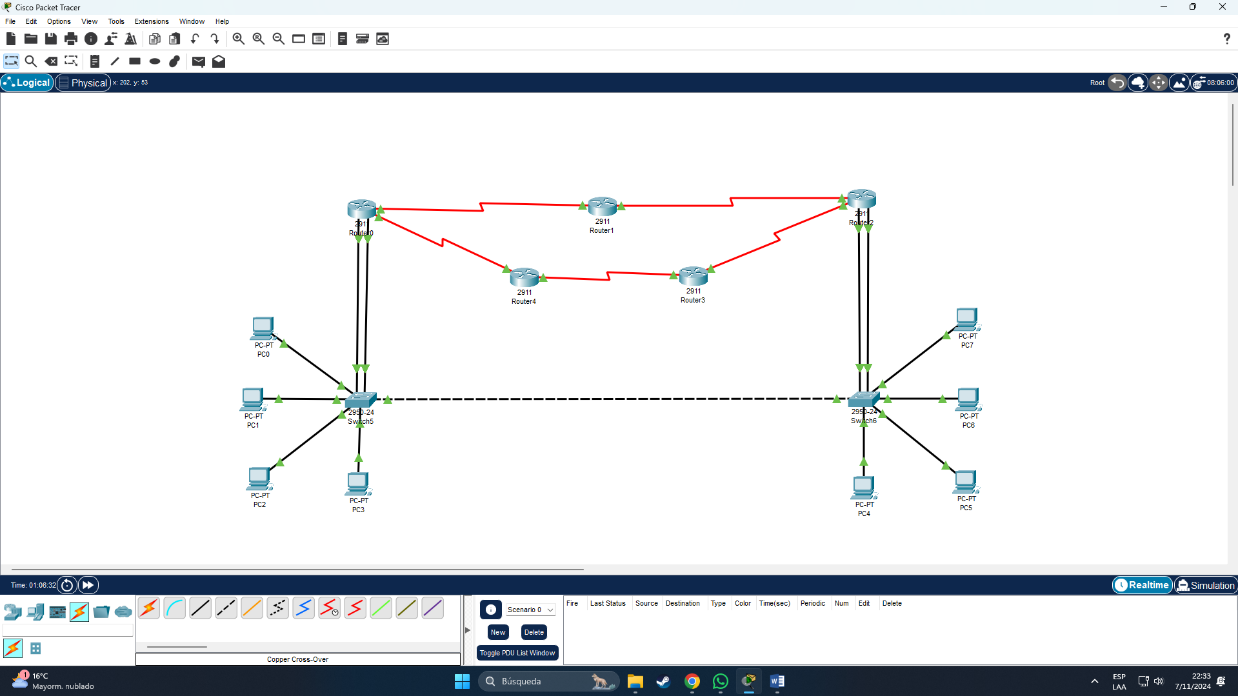 Cisco Packet Tracer
File Edit Options View Tools Extensions Window Help
Logical Physical x: 202, y: 53 Root 08:06:00
2911
Router1
2911
Router0
2911
Router2
2911
Router4
2911
Router3
PC-PT
PC0
PC-PT
PC7
PC-PT
PC1
2950-24
Switch5
2950-24
Switch6
PC-PT
PC6
PC-PT
PC2
PC-PT
PC3
PC-PT
PC4
PC-PT
PC5
Time: 01:06:32 Realtime Simulation
Scenario 0
New Delete
Toggle PDU List Window
Fire Last Status Source Destination Type Color Time(sec) Periodic Num Edit Delete
Copper Cross-Over
1
16°C
Mayorm. nublado
Búsqueda
ESP
LAA
22:33
7/11/2024